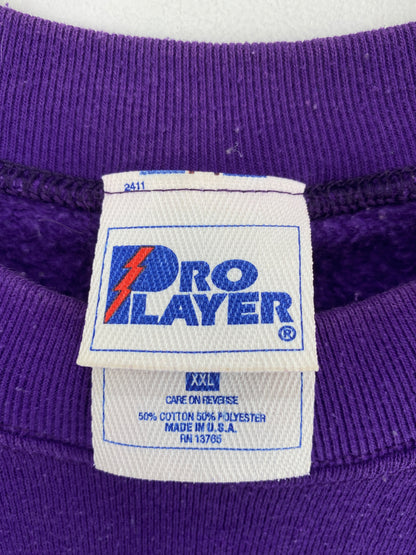 2411
PRO
PLAYER
®
XXL
CARE ON REVERSE
50% COTTON 50% POLYESTER
MADE IN U.S.A.
RN 13765